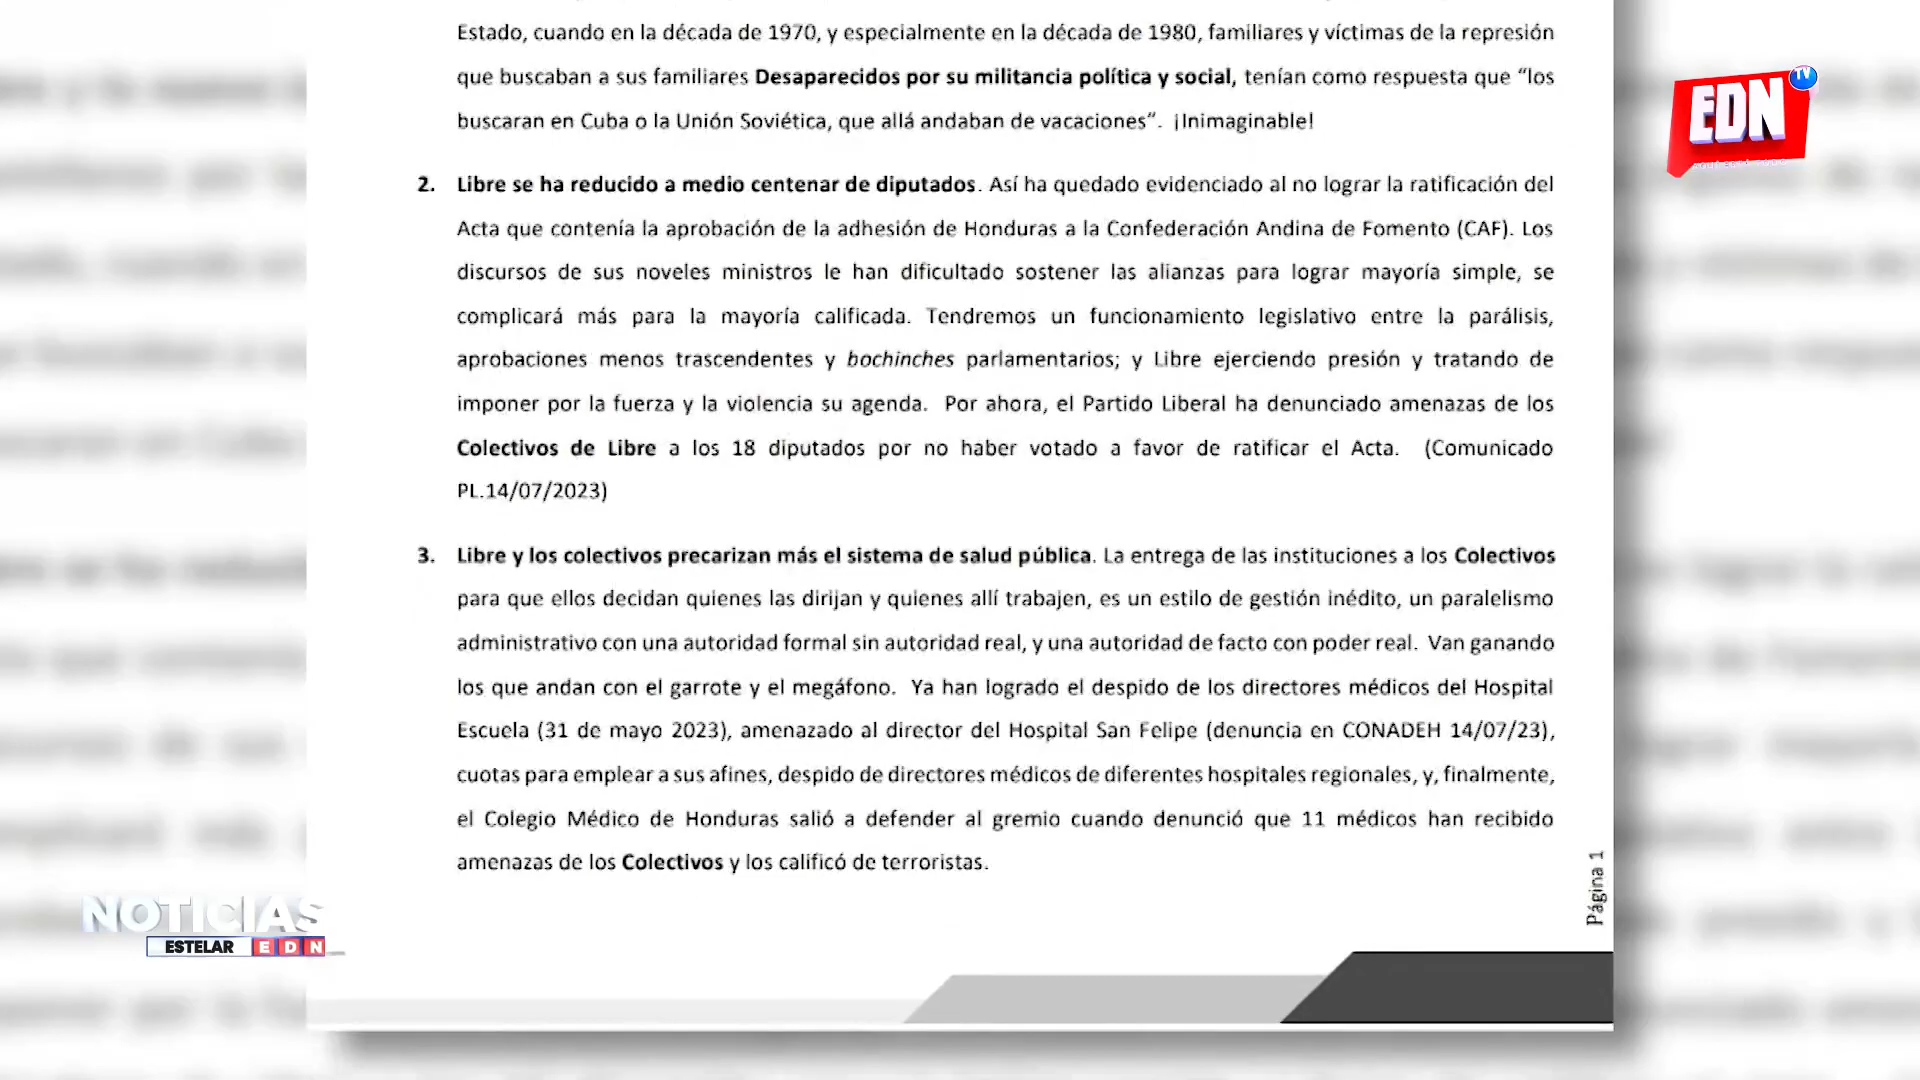 Estado, cuando en la década de 1970, y especialmente en la década de 1980, familiares y víctimas de la represión
que buscaban a sus familiares Desaparecidos por su militancia política y social, tenían como respuesta que “los
buscaran en Cuba o la Unión Soviética, que allá andaban de vacaciones”. ¡Inimaginable!
2. Libre se ha reducido a medio centenar de diputados. Así ha quedado evidenciado al no lograr la ratificación del
Acta que contenía la aprobación de la adhesión de Honduras a la Confederación Andina de Fomento (CAF). Los
discursos de sus noveles ministros le han dificultado sostener las alianzas para lograr mayoría simple, se
complicará más para la mayoría calificada. Tendremos un funcionamiento legislativo entre la parálisis,
aprobaciones menos trascendentes y bochinches parlamentarios; y Libre ejerciendo presión y tratando de
imponer por la fuerza y la violencia su agenda. Por ahora, el Partido Liberal ha denunciado amenazas de los
Colectivos de Libre a los 18 diputados por no haber votado a favor de ratificar el Acta. (Comunicado
PL.14/07/2023)
3. Libre y los colectivos precarizan más el sistema de salud pública. La entrega de las instituciones a los Colectivos
para que ellos decidan quienes las dirijan y quienes allí trabajen, es un estilo de gestión inédito, un paralelismo
administrativo con una autoridad formal sin autoridad real, y una autoridad de facto con poder real. Van ganando
los que andan con el garrote y el megáfono. Ya han logrado el despido de los directores médicos del Hospital
Escuela (31 de mayo 2023), amenazado al director del Hospital San Felipe (denuncia en CONADEH 14/07/23),
cuotas para emplear a sus afines, despido de directores médicos de diferentes hospitales regionales, y, finalmente,
el Colegio Médico de Honduras salió a defender al gremio cuando denunció que 11 médicos han recibido
amenazas de los Colectivos y los calificó de terroristas.
Página 1
EDN
TV
NOTICIAS
ESTELAR EDN